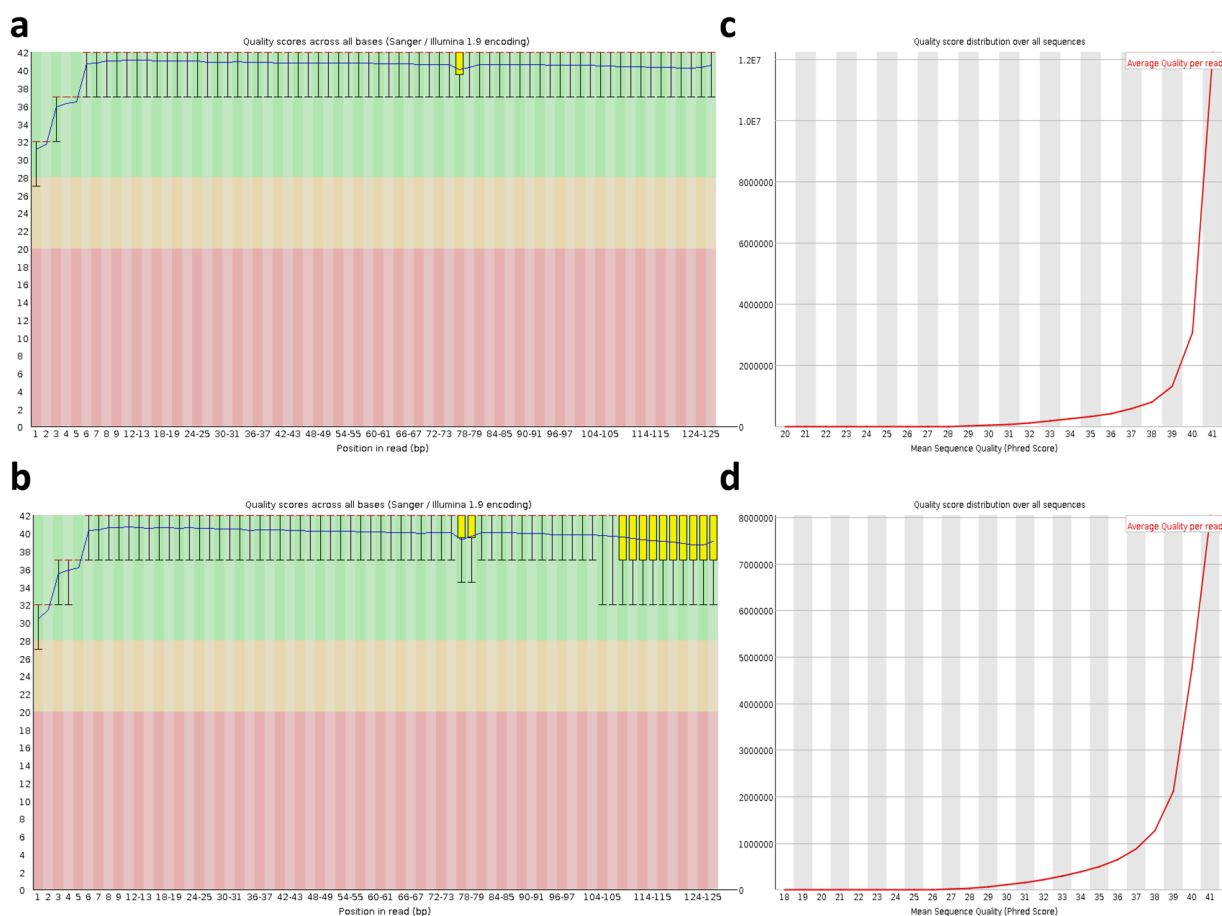 a
Quality scores across all bases (Sanger / Illumina 1.9 encoding)
42
40
38
36
34
32
30
28
26
24
22
20
18
16
14
12
10
8
6
4
2
0
1 2 3 4 5 6 7 8 9 12-13 18-19 24-25 30-31 36-37 42-43 48-49 54-55 60-61 66-67 72-73 78-79 84-85 90-91 96-97 104-105 114-115 124-125
Position in read (bp)
c
Quality score distribution over all sequences
Average Quality per read
1.2E7
1.0E7
8000000
6000000
4000000
2000000
0
20 21 22 23 24 25 26 27 28 29 30 31 32 33 34 35 36 37 38 39 40 41
Mean Sequence Quality (Phred Score)
b
Quality scores across all bases (Sanger / Illumina 1.9 encoding)
42
40
38
36
34
32
30
28
26
24
22
20
18
16
14
12
10
8
6
4
2
0
1 2 3 4 5 6 7 8 9 12-13 18-19 24-25 30-31 36-37 42-43 48-49 54-55 60-61 66-67 72-73 78-79 84-85 90-91 96-97 104-105 114-115 124-125
Position in read (bp)
d
Quality score distribution over all sequences
Average Quality per read
8000000
7000000
6000000
5000000
4000000
3000000
2000000
1000000
0
18 19 20 21 22 23 24 25 26 27 28 29 30 31 32 33 34 35 36 37 38 39 40 41
Mean Sequence Quality (Phred Score)